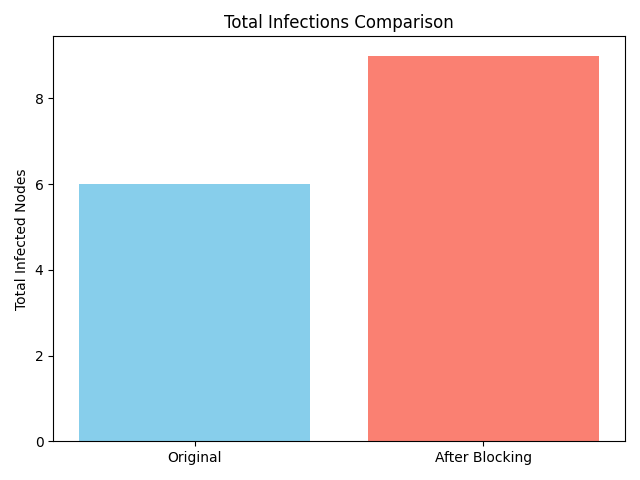 Total Infections Comparison
Total Infected Nodes
8
6
4
2
0
Original
After Blocking